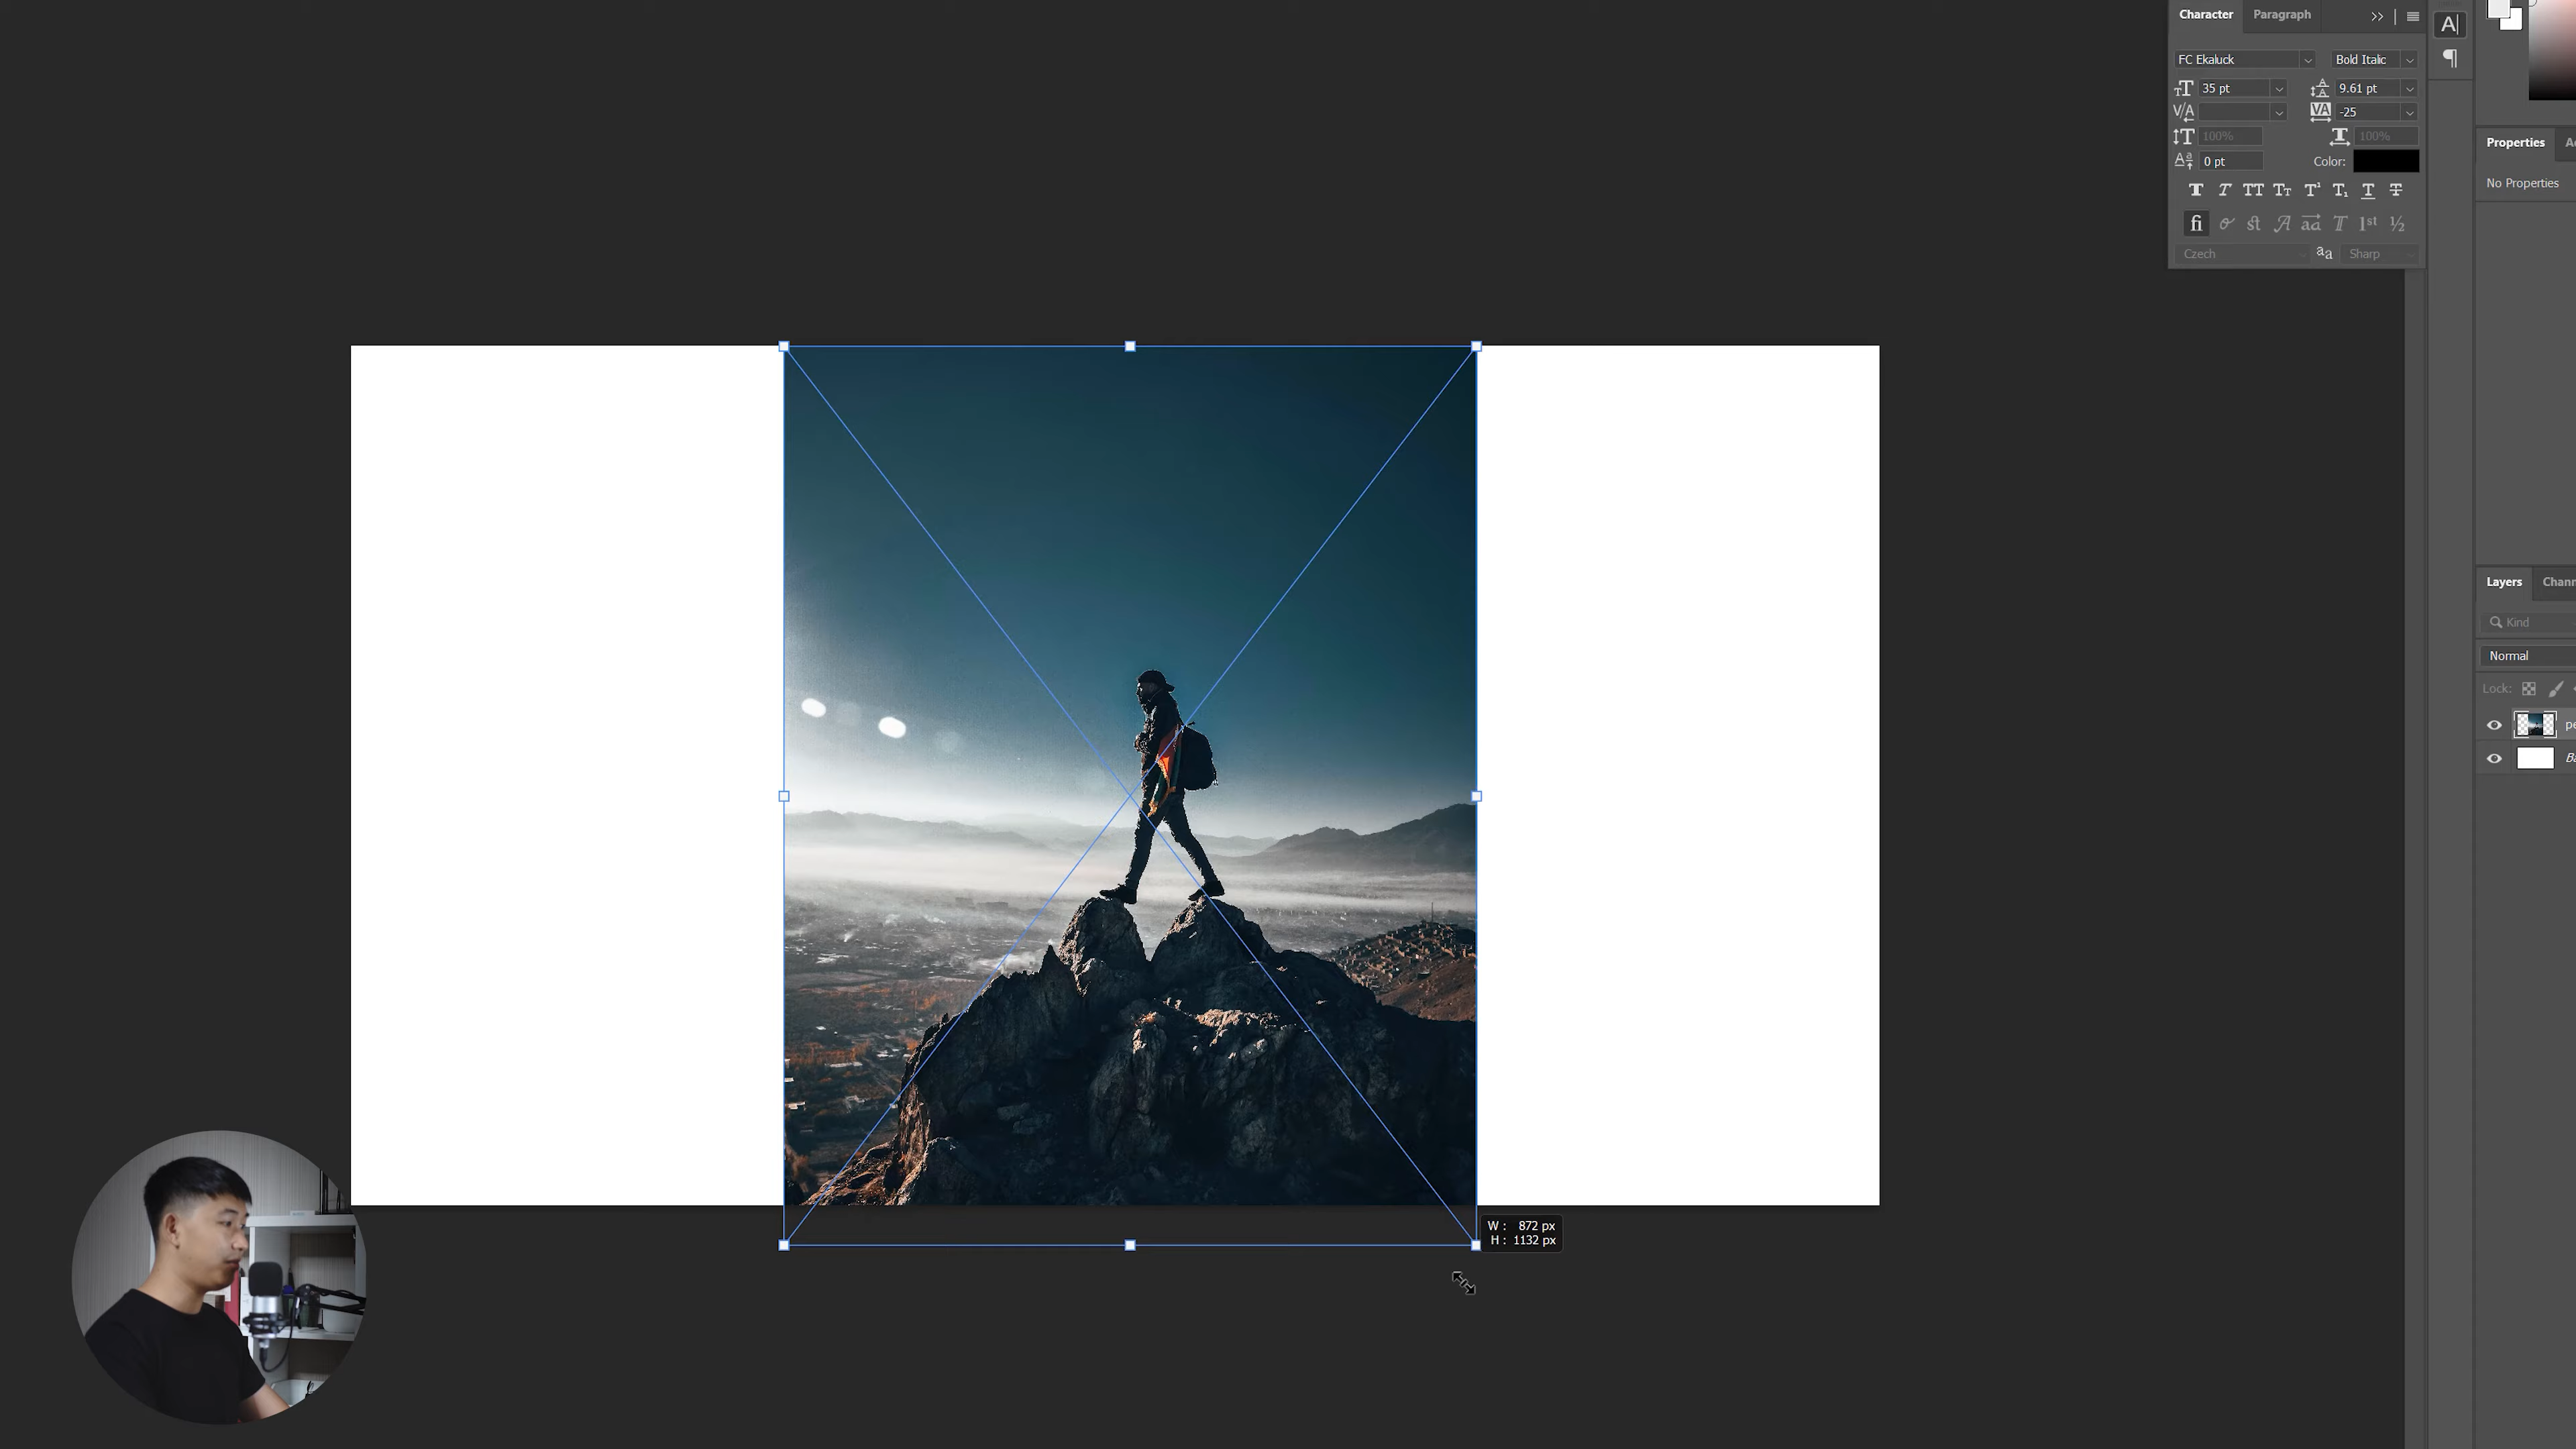 Character Paragraph
FC Ekaluck Bold Italic
35 pt 9.61 pt
-25
100% 100%
0 pt Color:
Czech Sharp
Properties
No Properties
Layers
Kind
Normal
Lock:
W : 872 px
H : 1132 px